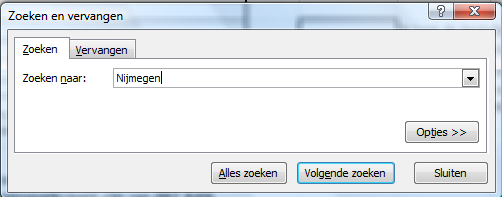 Zoeken en vervangen
Zoeken Vervangen
Zoeken naar: Nijmegen
Opties >>
Alles zoeken Volgende zoeken Sluiten